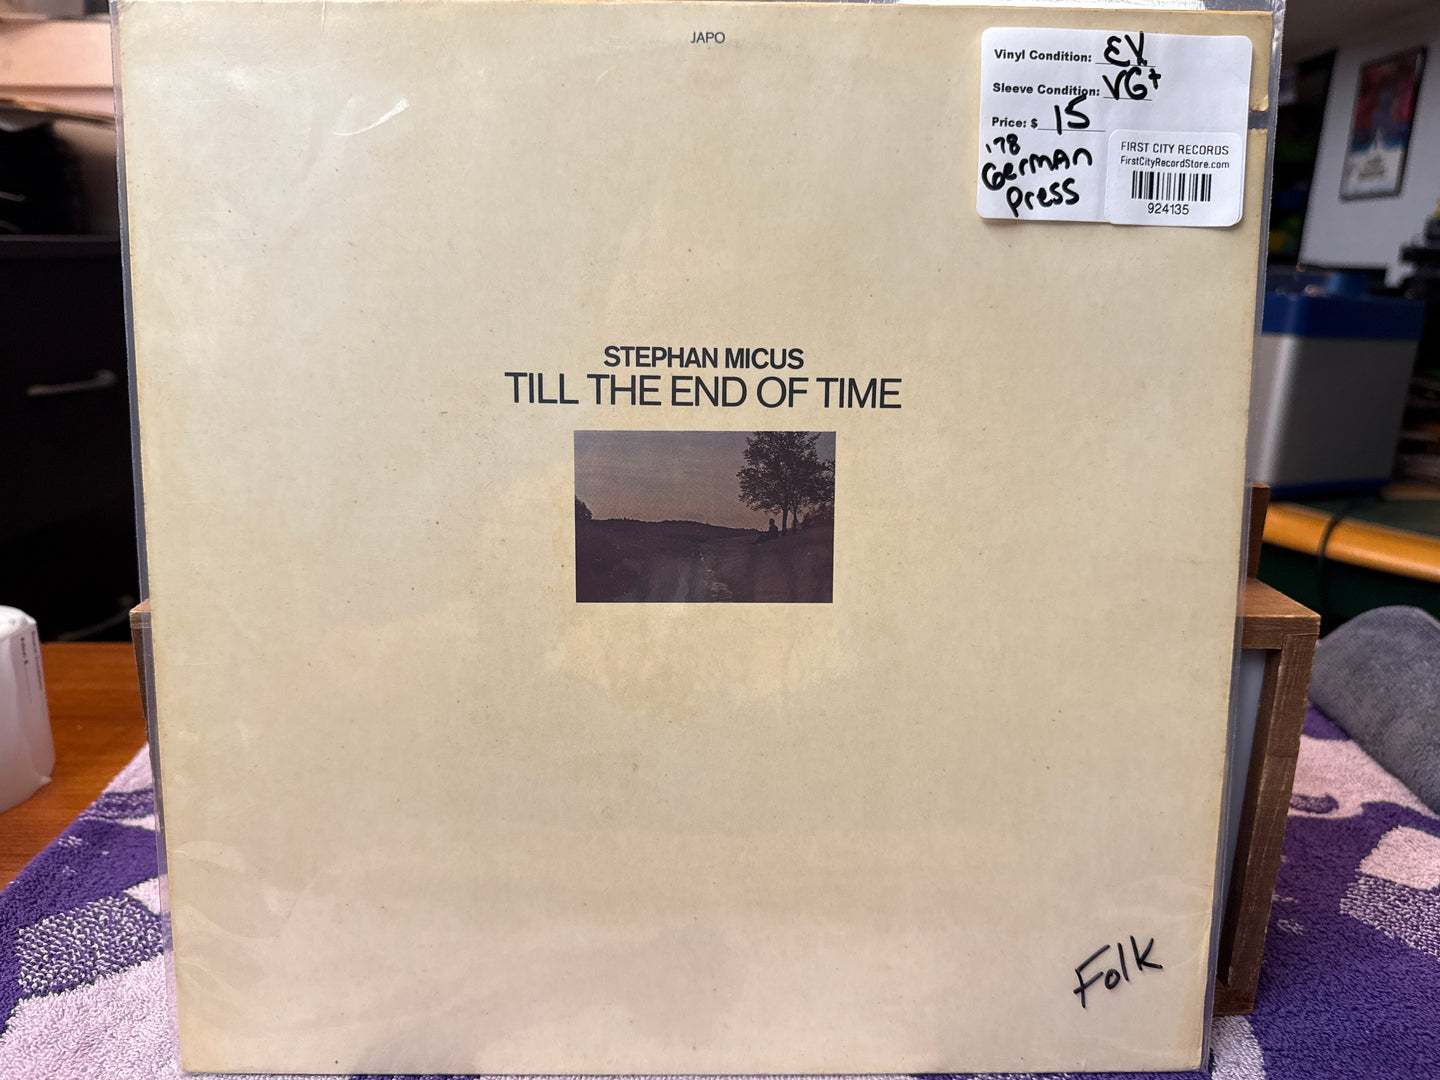 JAPO
Vinyl Condition: EX
Sleeve Condition: VG+
Price: $ 15
'78
German
Press
FIRST CITY RECORDS
FirstCityRecordStore.com
924135
STEPHAN MICUS
TILL THE END OF TIME
Folk